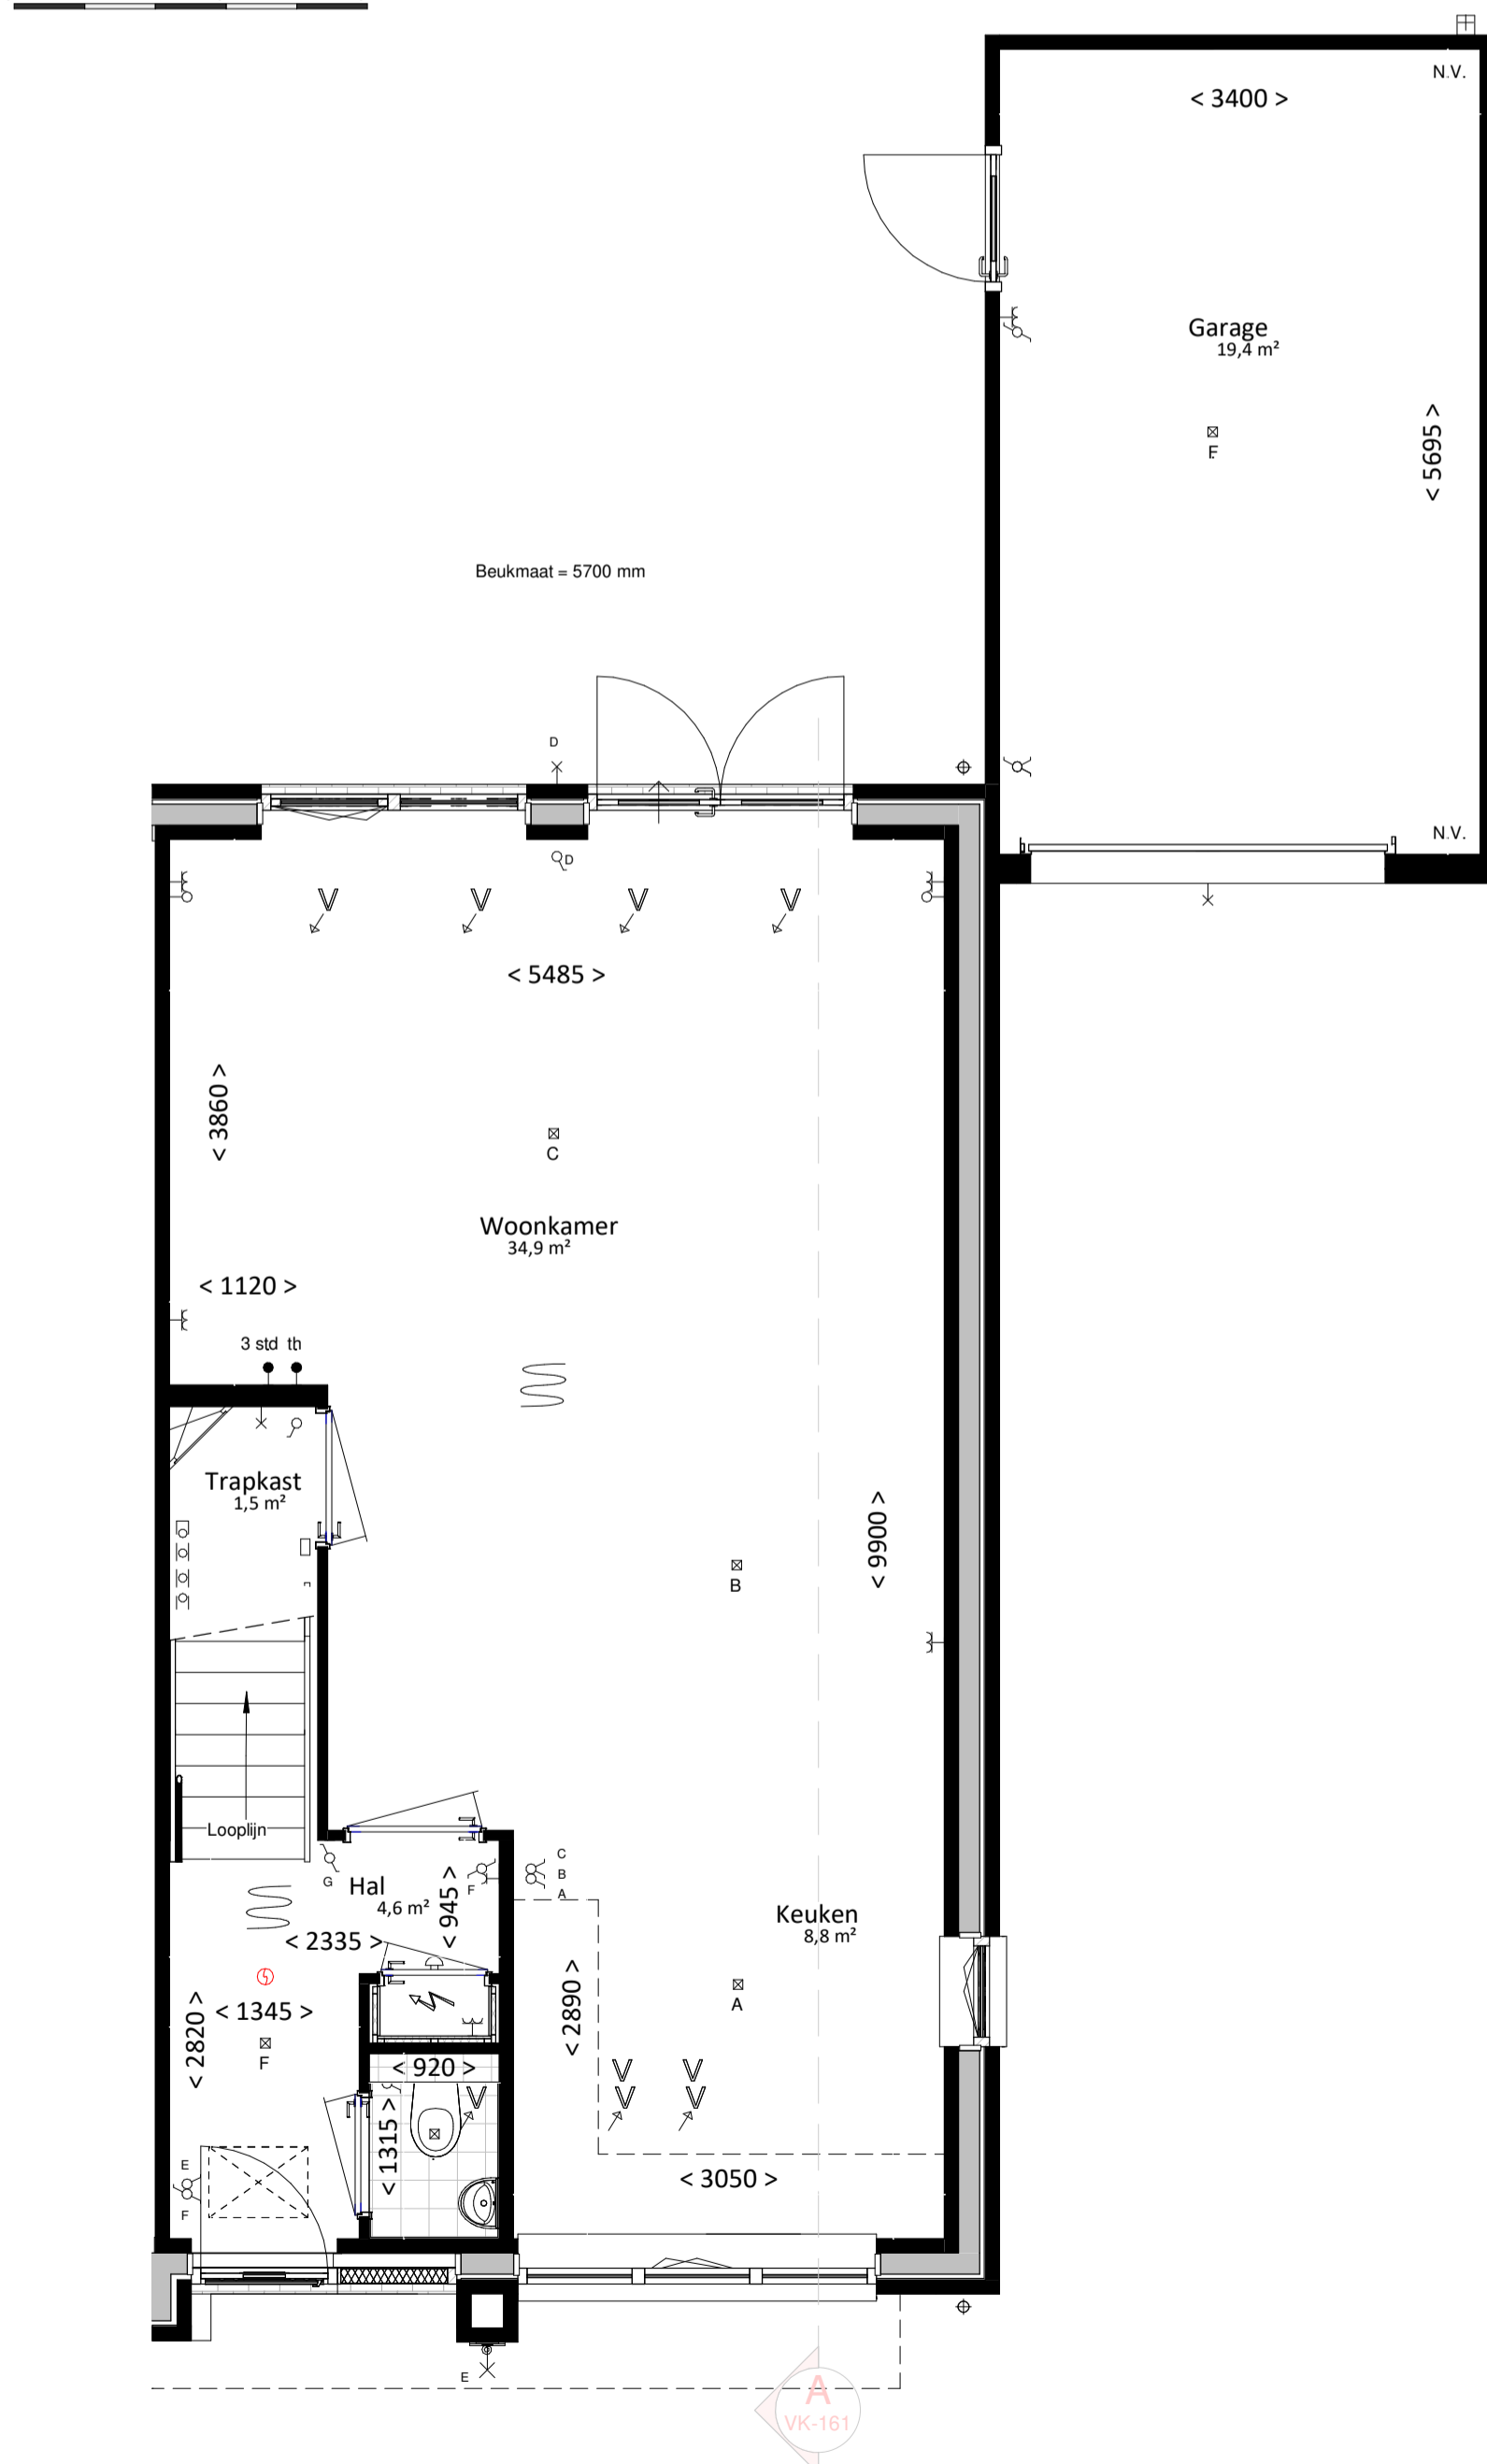 N.V.
< 3400 >
Garage
19,4 m²
F
< 5695 >
Beukmaat = 5700 mm
D
N.V.
D
V V V V
< 5485 >
< 3860 >
C
Woonkamer
34,9 m²
< 1120 >
3 std th
Trapkast
1,5 m²
< 9900 >
B
Looplijn
C
B
A
G
Hal
4,6 m²
F
< 945 >
Keuken
8,8 m²
< 2335 >
A
< 2890 >
< 1345 >
< 2820 >
F
< 920 >
V V
V V V
< 1315 >
E
F
< 3050 >
E
A
VK-161